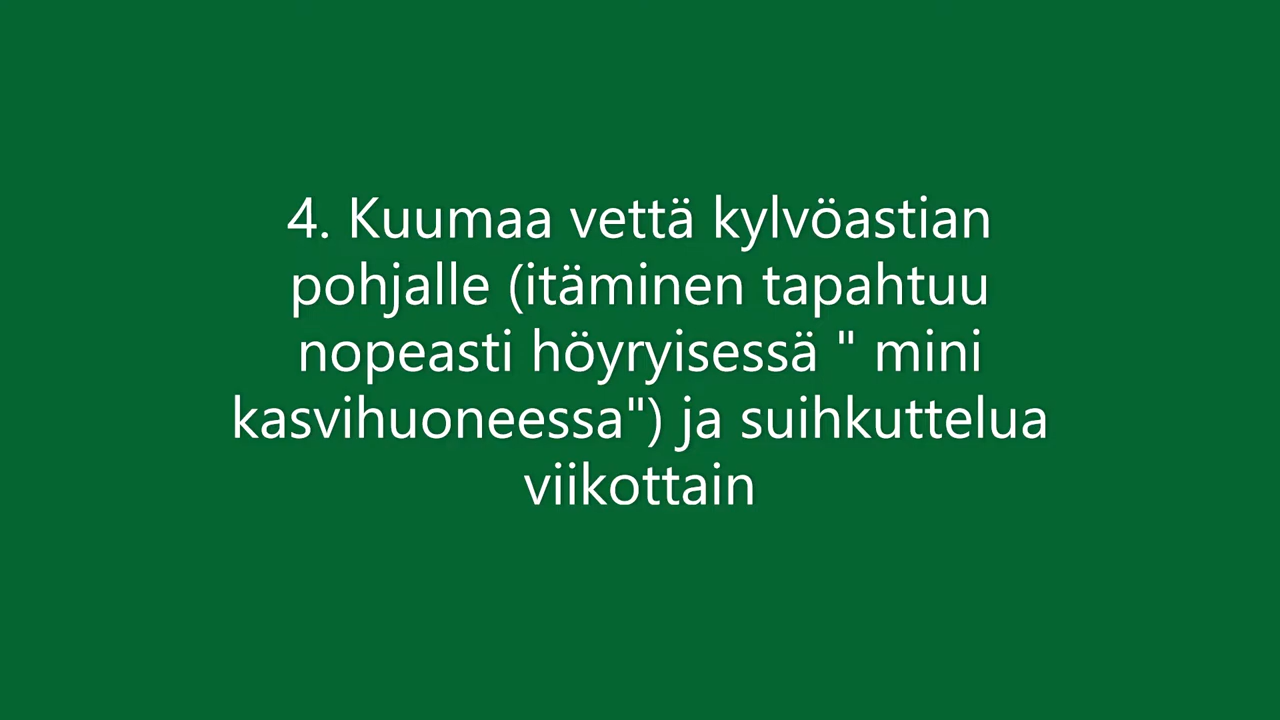 4. Kuumaa vettä kylvöastian
pohjalle (itäminen tapahtuu
nopeasti höyryisessä " mini
kasvihuoneessa") ja suihkuttelua
viikottain